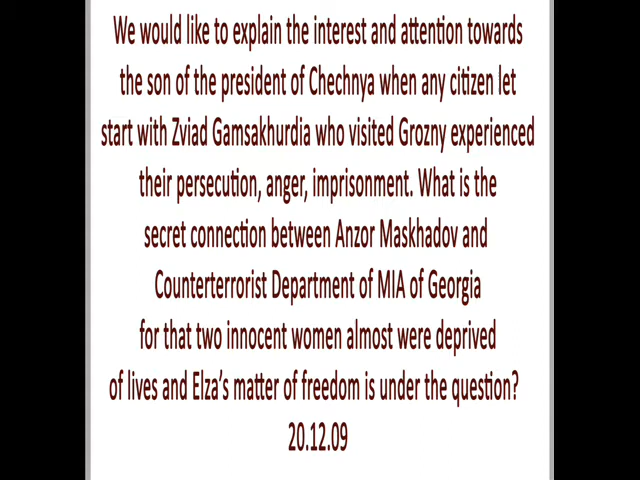 We would like to explain the interest and attention towards
the son of the president of Chechnya when any citizen let
start with Zviad Gamsakhurdia who visited Grozny experienced
their persecution, anger, imprisonment. What is the
secret connection between Anzor Maskhadov and
Counterterrorist Department of MIA of Georgia
for that two innocent women almost were deprived
of lives and Elza's matter of freedom is under the question?
20.12.09